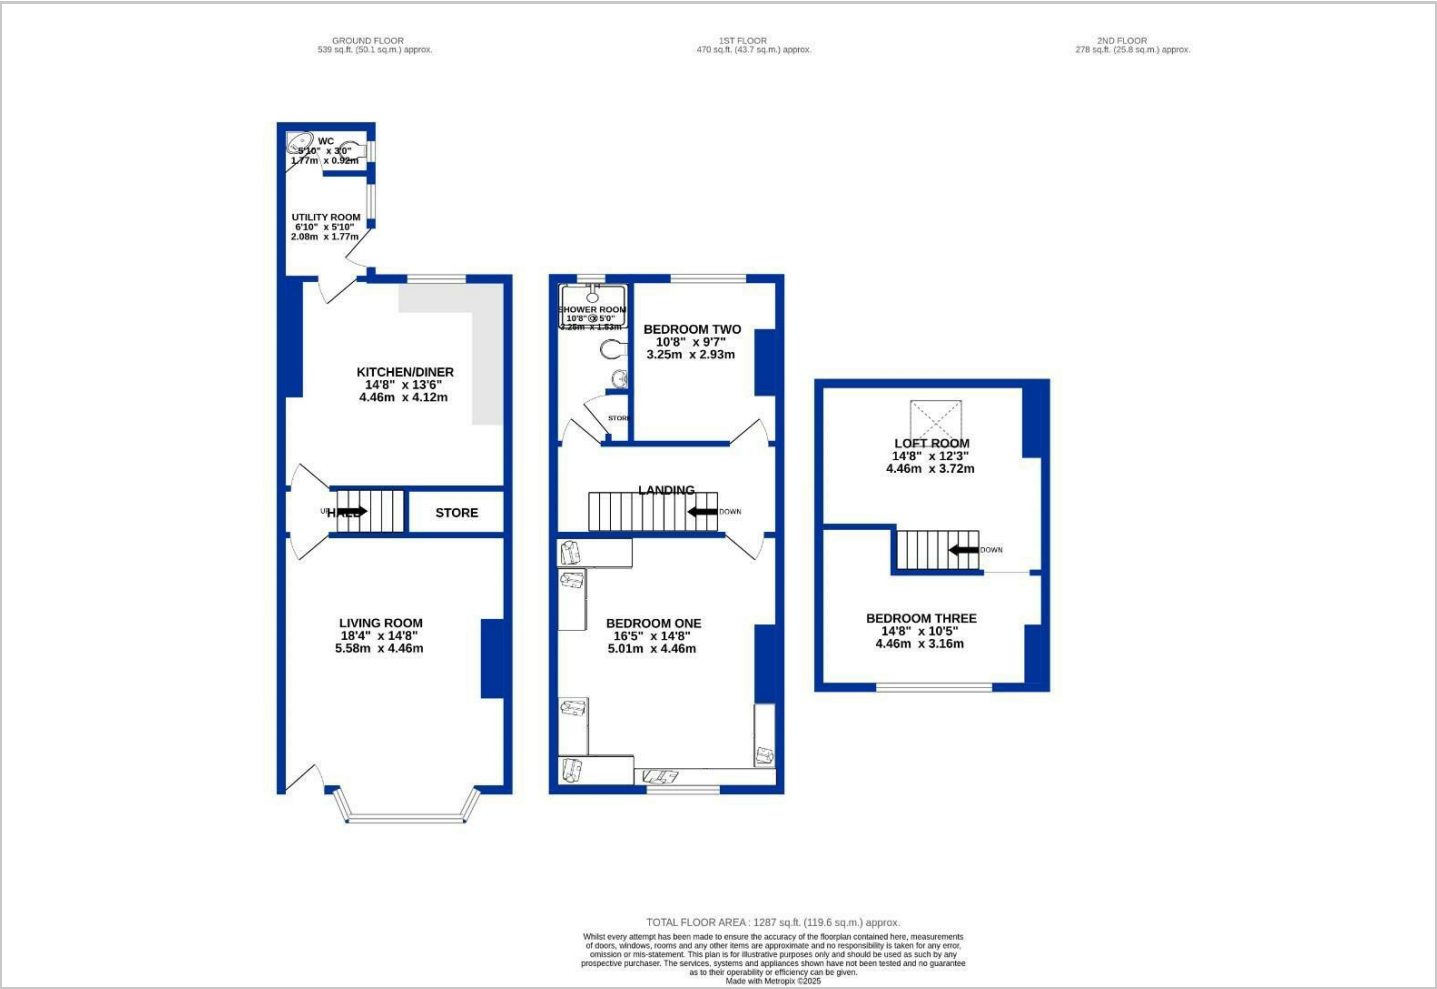 GROUND FLOOR
539 sq.ft. (50.1 sq.m.) approx.
1ST FLOOR
470 sq.ft. (43.7 sq.m.) approx.
2ND FLOOR
278 sq.ft. (25.8 sq.m.) approx.
WC
5'10" x 3'0"
1.77m x 0.92m
UTILITY ROOM
6'10" x 5'10"
2.08m x 1.77m
KITCHEN/DINER
14'8" x 13'6"
4.46m x 4.12m
UP
HALL
STORE
LIVING ROOM
18'4" x 14'8"
5.58m x 4.46m
SHOWER ROOM
10'8" x 5'0"
3.25m x 1.53m
BEDROOM TWO
10'8" x 9'7"
3.25m x 2.93m
STORE
LANDING
DOWN
BEDROOM ONE
16'5" x 14'8"
5.01m x 4.46m
LOFT ROOM
14'8" x 12'3"
4.46m x 3.72m
DOWN
BEDROOM THREE
14'8" x 10'5"
4.46m x 3.16m
TOTAL FLOOR AREA : 1287 sq.ft. (119.6 sq.m.) approx.
Whilst every attempt has been made to ensure the accuracy of the floorplan contained here, measurements
of doors, windows, rooms and any other items are approximate and no responsibility is taken for any error,
omission or mis-statement. This plan is for illustrative purposes only and should be used as such by any
prospective purchaser. The services, systems and appliances shown have not been tested and no guarantee
as to their operability or efficiency can be given.
Made with Metropix ©2025